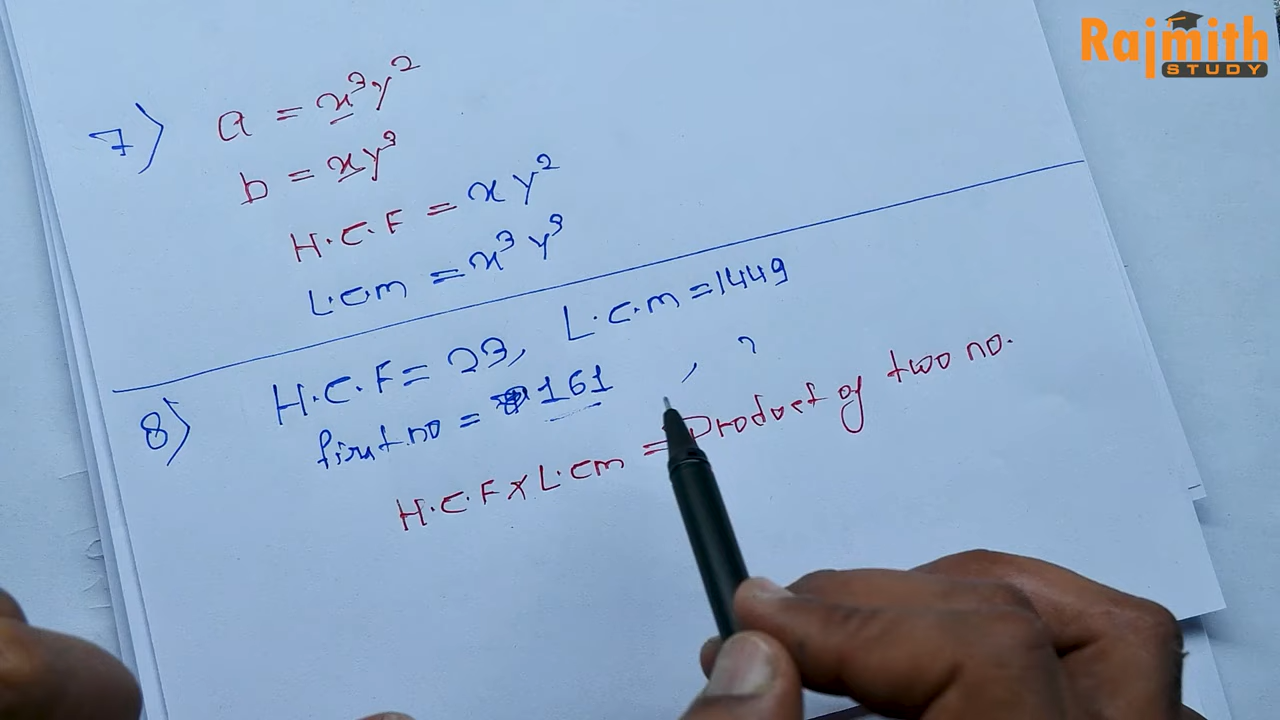 Rajmith
STUDY
7) a = x³y²
b = xy³
H.C.F = xy²
L.C.M = x³y³
8) H.C.F = 23, L.C.M = 1449
first no = 161 , ?
H.C.F x L.C.M = Product of two no.